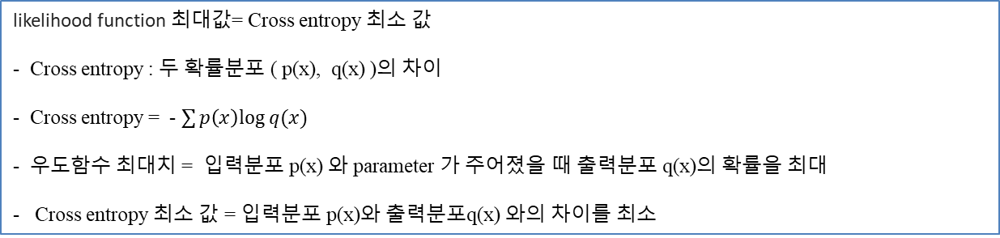 likelihood function 최대값= Cross entropy 최소 값
- Cross entropy : 두 확률분포 ( p(x), q(x) )의 차이
- Cross entropy = - ∑ 𝑝(𝑥)log 𝑞(𝑥)
- 우도함수 최대치 = 입력분포 p(x) 와 parameter 가 주어졌을 때 출력분포 q(x)의 확률을 최대
- Cross entropy 최소 값 = 입력분포 p(x)와 출력분포q(x) 와의 차이를 최소